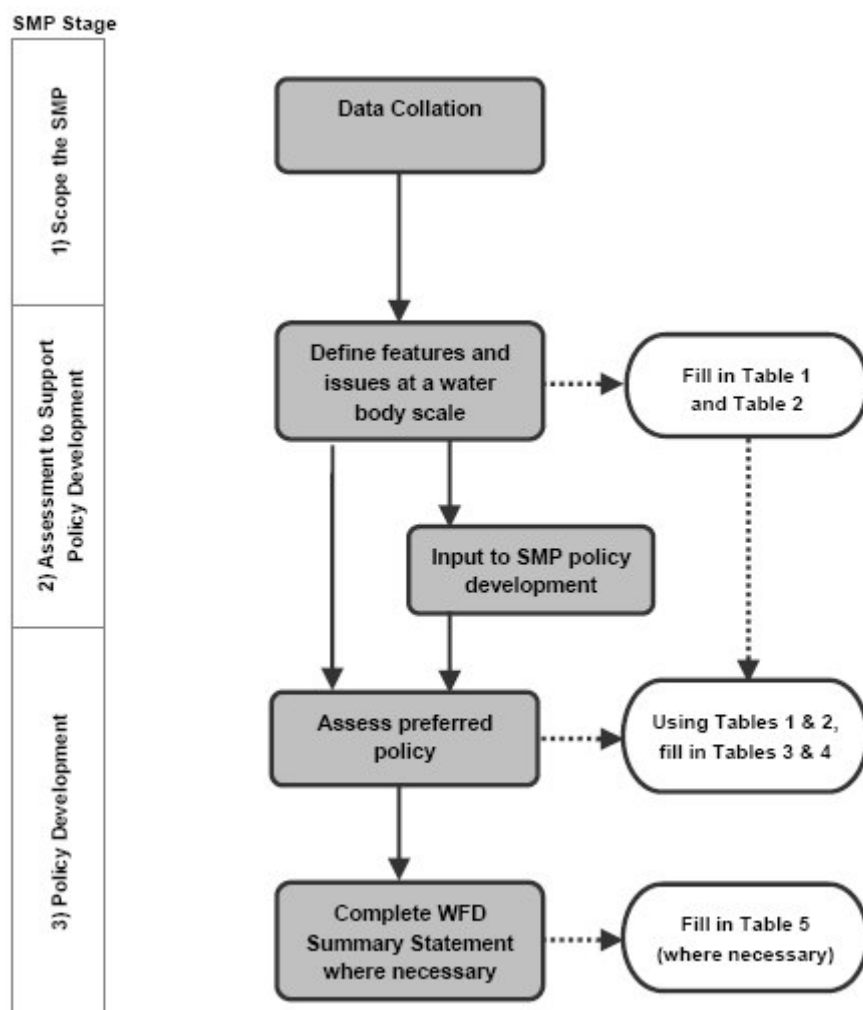 SMP Stage
1) Scope the SMP
Data Collation
2) Assessment to Support
Policy Development
Define features and
issues at a water
body scale
Fill in Table 1
and Table 2
Input to SMP policy
development
3) Policy Development
Assess preferred
policy
Using Tables 1 & 2,
fill in Tables 3 & 4
Complete WFD
Summary Statement
where necessary
Fill in Table 5
(where necessary)